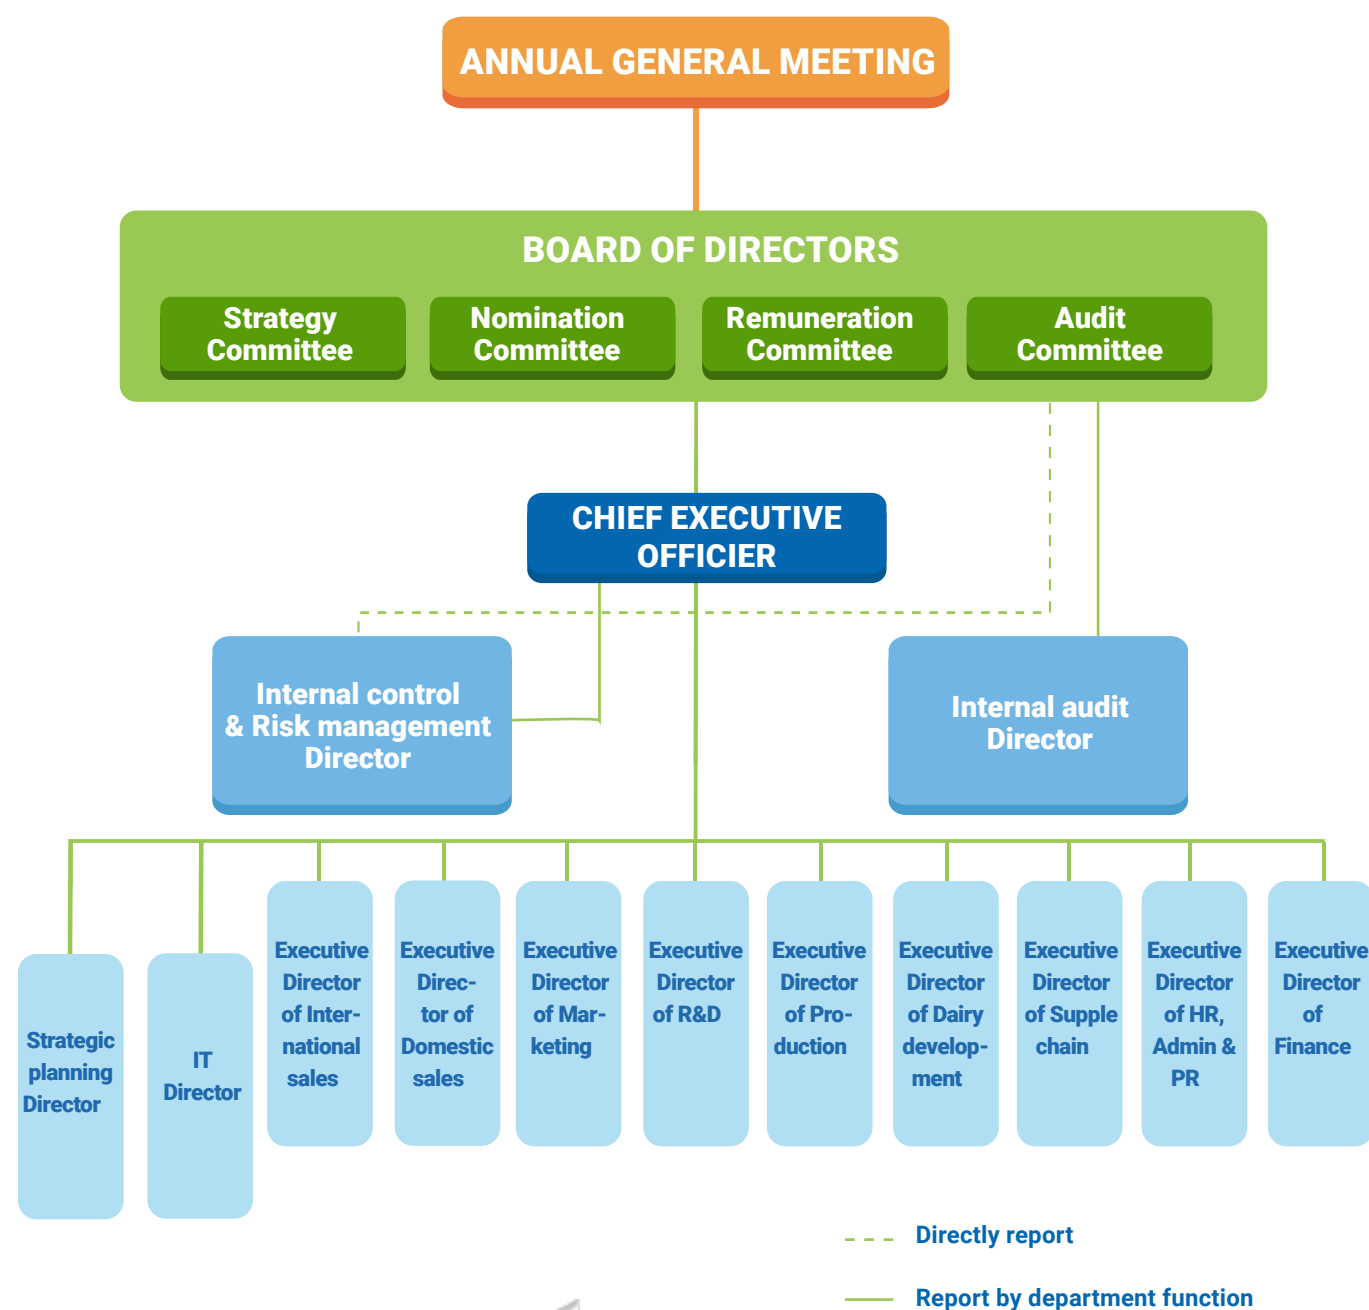 ANNUAL GENERAL MEETING
BOARD OF DIRECTORS
Strategy
Committee
Nomination
Committee
Remuneration
Committee
Audit
Committee
CHIEF EXECUTIVE
OFFICIER
Internal control
& Risk management
Director
Internal audit
Director
Strategic
planning
Director
IT
Director
Executive
Director
of Inter-
national
sales
Executive
Direc-
tor of
Domestic
sales
Executive
Director
of Mar-
keting
Executive
Director
of R&D
Executive
Director
of Pro-
duction
Executive
Director
of Dairy
develop-
ment
Executive
Director
of Supple
chain
Executive
Director
of HR,
Admin &
PR
Executive
Director
of
Finance
Directly report
Report by department function